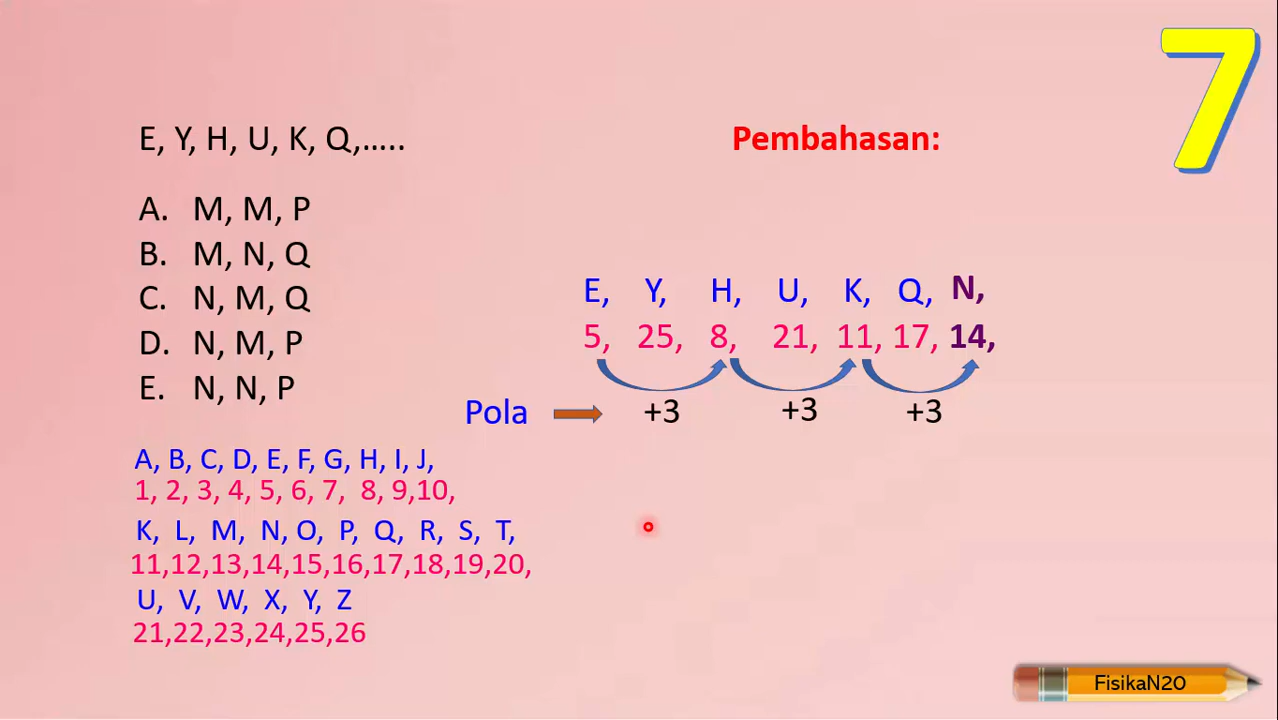 7
E, Y, H, U, K, Q,.....
A. M, M, P
B. M, N, Q
C. N, M, Q
D. N, M, P
E. N, N, P
A, B, C, D, E, F, G, H, I, J,
1, 2, 3, 4, 5, 6, 7, 8, 9,10,
K, L, M, N, O, P, Q, R, S, T,
11,12,13,14,15,16,17,18,19,20,
U, V, W, X, Y, Z
21,22,23,24,25,26
Pembahasan:
E, Y, H, U, K, Q, N,
5, 25, 8, 21, 11, 17, 14,
Pola +3 +3 +3
FisikaN20